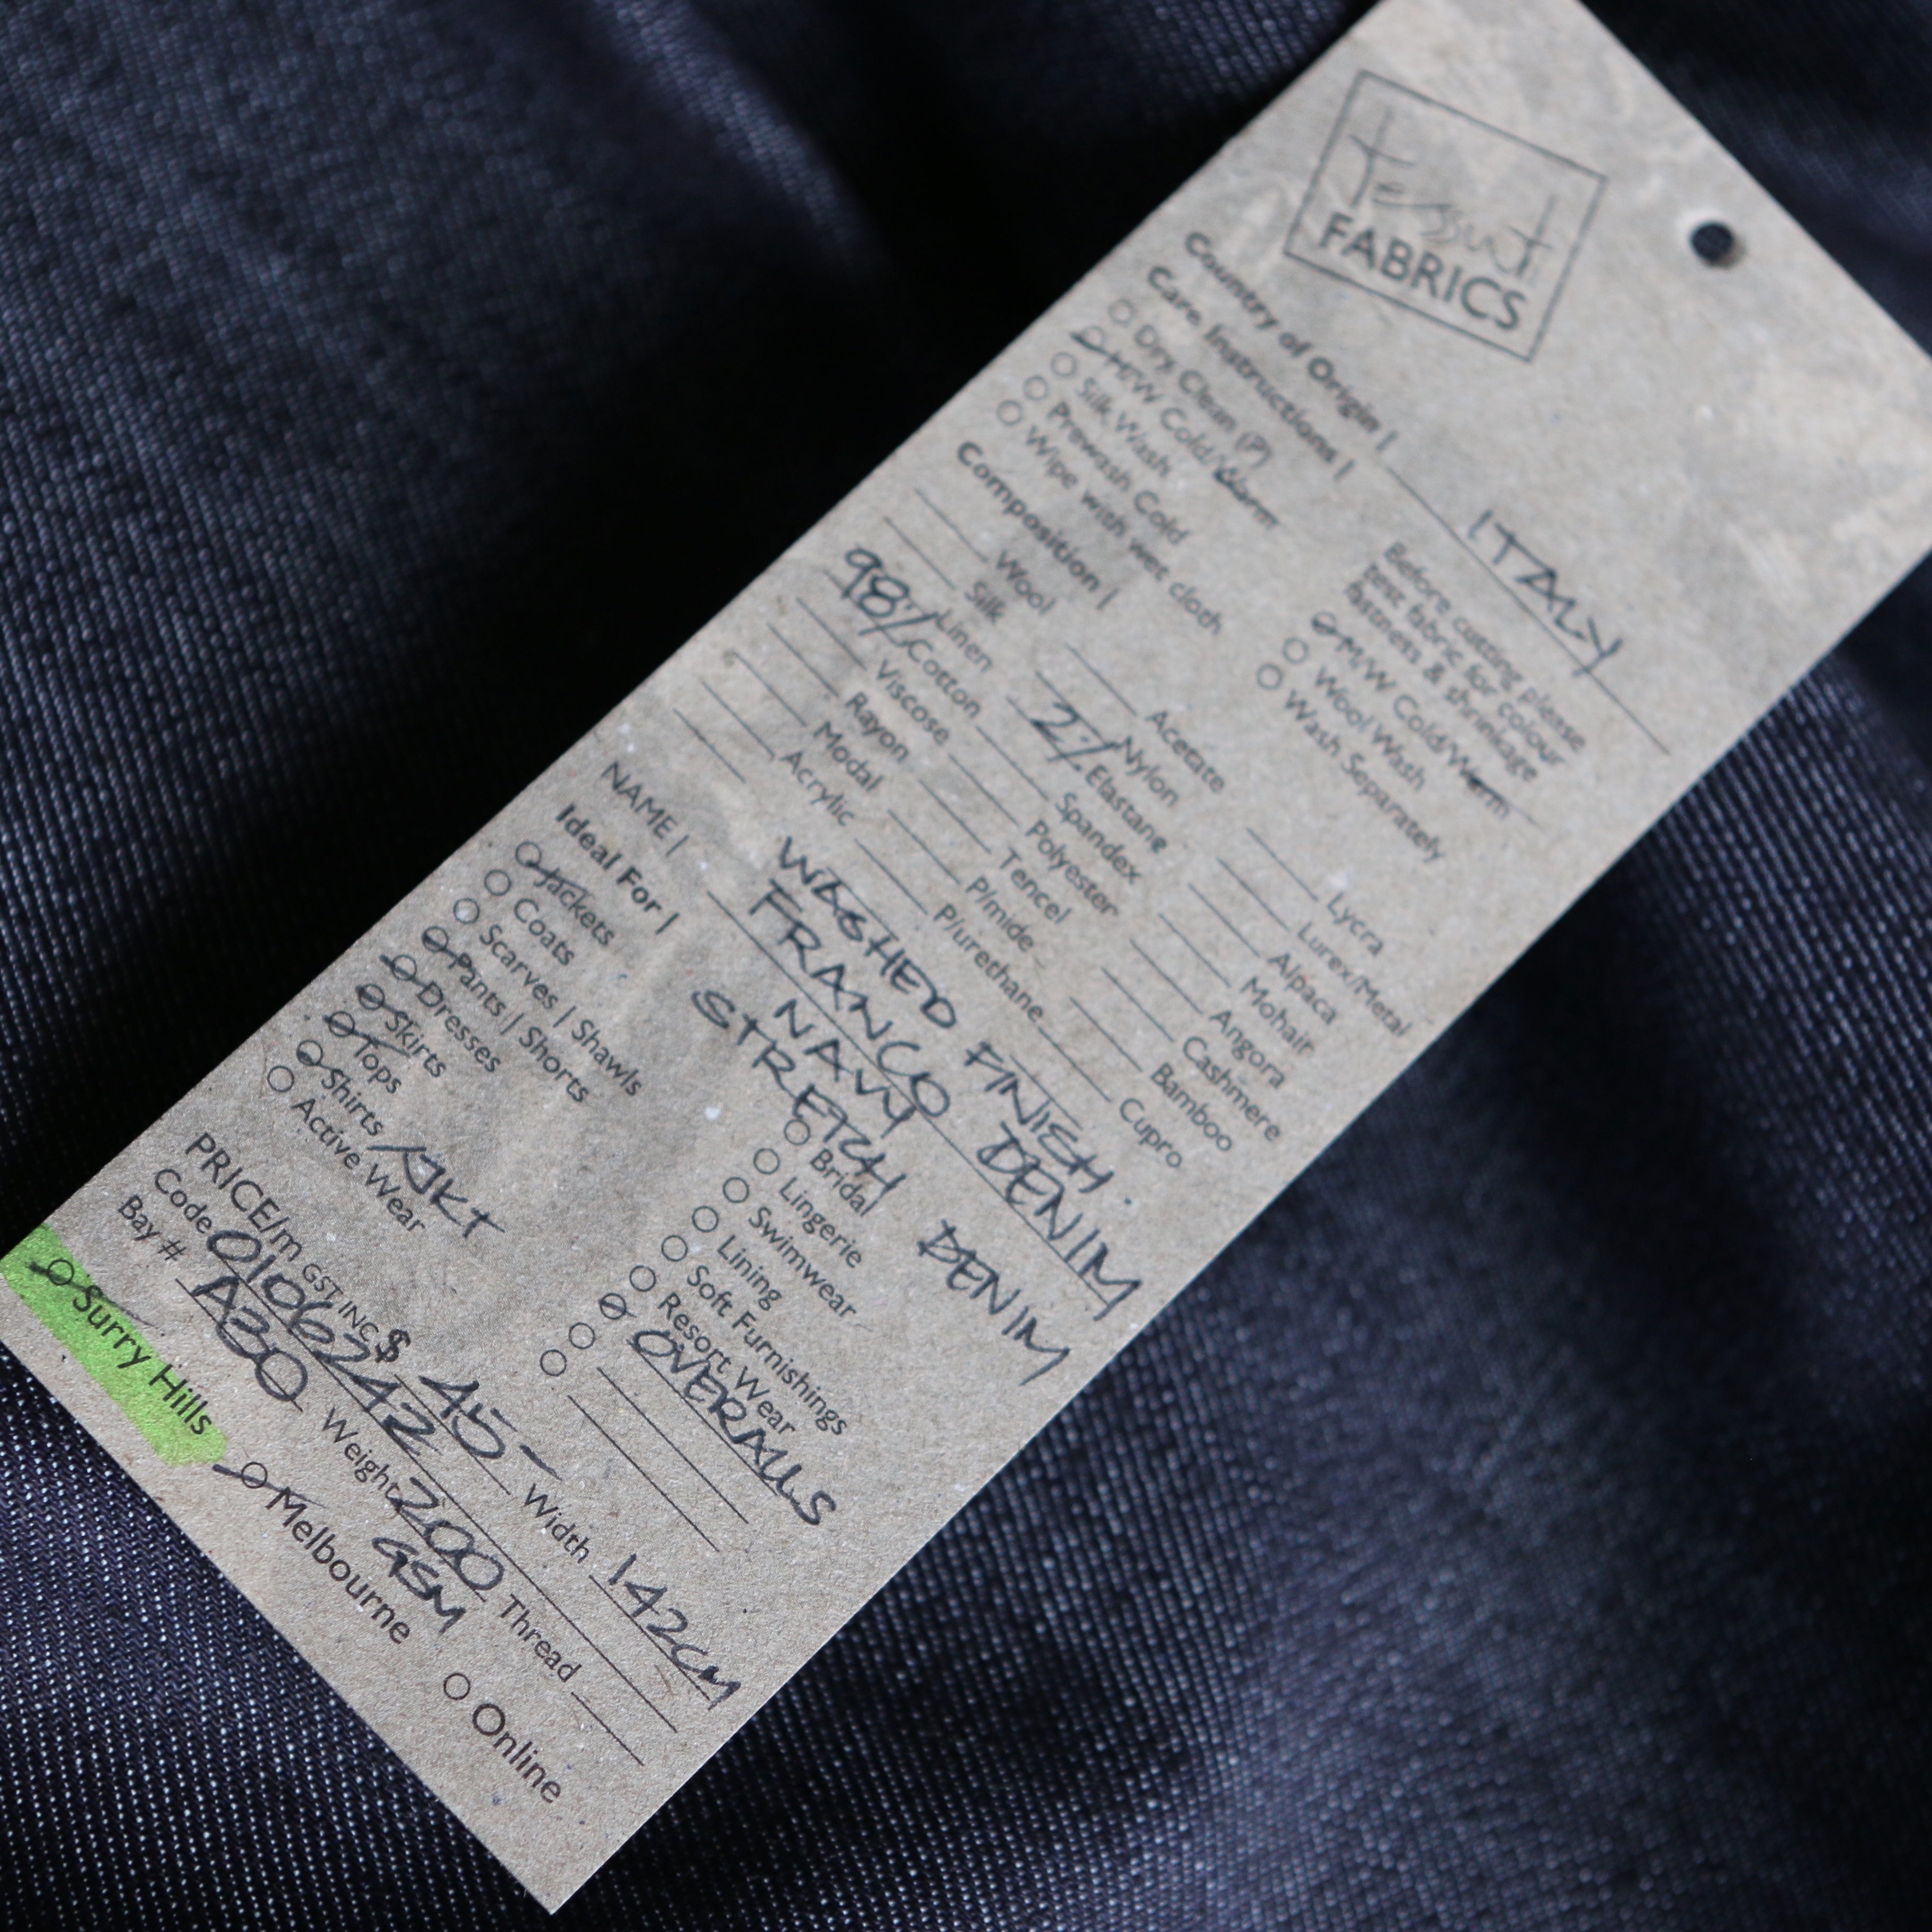 Tessuti
FABRICS
Country of Origin | ITALY
Care Instructions |
Before cutting please
test fabric for colour
fastness & shrinkage
Dry Clean (P)
H/W Cold/Warm
Silk Wash
Prewash Cold
Wipe with wet cloth
M/W Cold/Warm
Wool Wash
Wash Separately
Composition |
Wool
Silk
Linen
98% Cotton
Viscose
Rayon
Modal
Acrylic
Acetate
Nylon
2% Elastane
Spandex
Polyester
Tencel
P/mide
P/urethane
Lycra
Lurex/Metal
Alpaca
Mohair
Angora
Cashmere
Bamboo
Cupro
NAME | WASHED FINISH
FRANCO DENIM
NAVY
STRETCH DENIM
Ideal For |
Jackets
Coats
Scarves | Shawls
Pants | Shorts
Dresses
Skirts
Tops
Shirts/JKT
Active Wear
Bridal
Lingerie
Swimwear
Lining
Soft Furnishings
Resort Wear
OVERALLS
PRICE/m GST INC $ 45- Width 142CM
Code 01062242
Bay # A30 Weight 200 GSM Thread
Surry Hills Melbourne Online